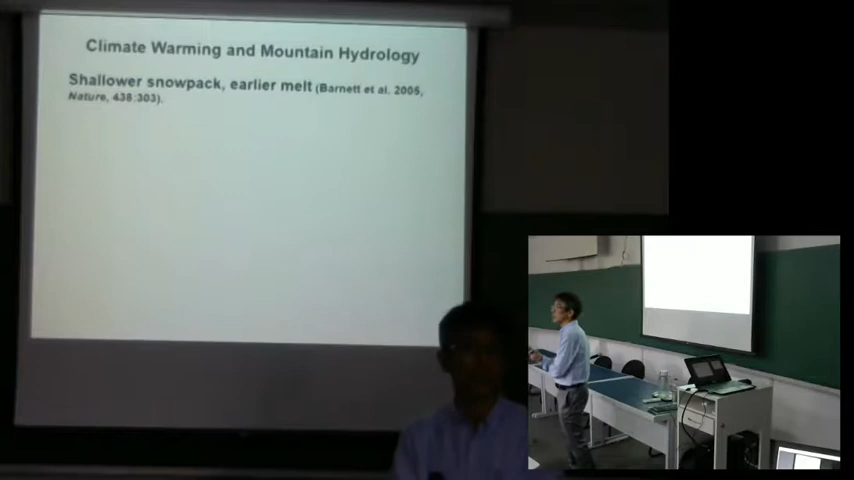 Climate Warming and Mountain Hydrology
Shallower snowpack, earlier melt (Barnett et al. 2005,
Nature, 438:303).